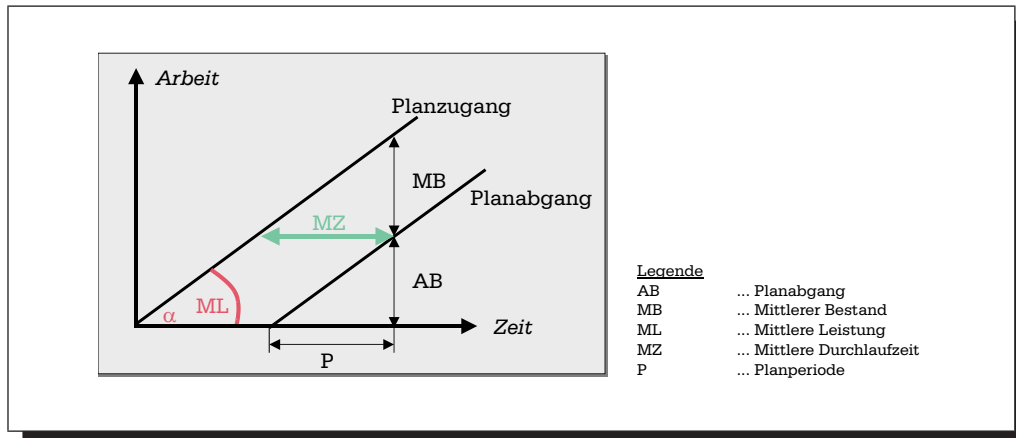 Arbeit
Planzugang
MB
Planabgang
MZ
AB
α ML
Zeit
P
Legende
AB ... Planabgang
MB ... Mittlerer Bestand
ML ... Mittlere Leistung
MZ ... Mittlere Durchlaufzeit
P ... Planperiode